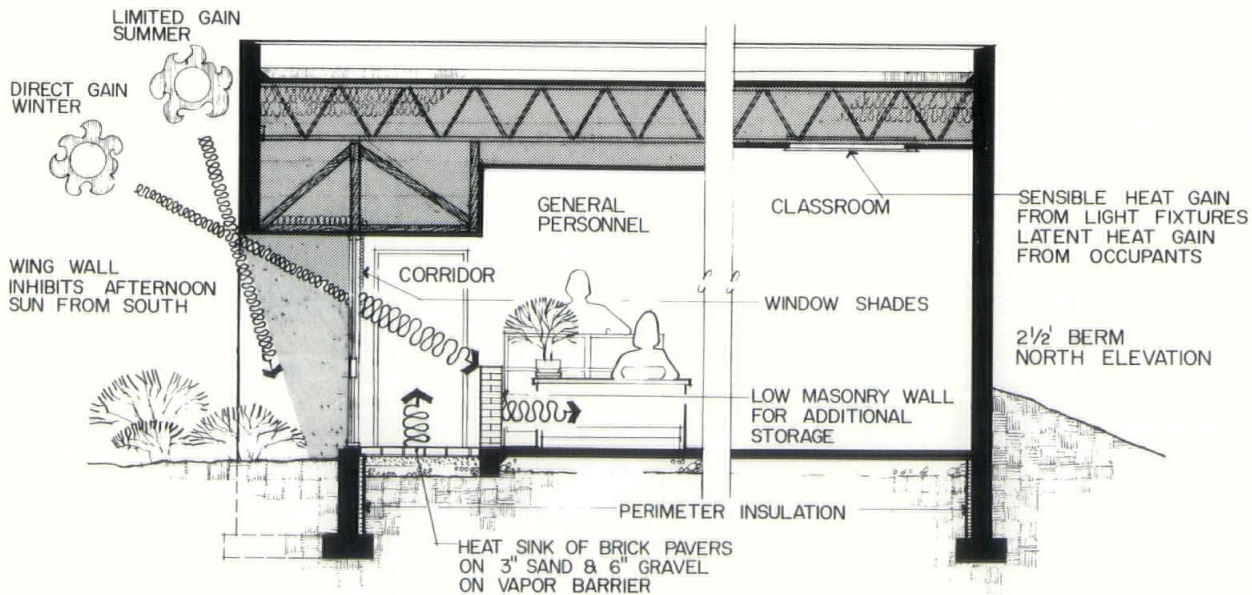 LIMITED GAIN
SUMMER
DIRECT GAIN
WINTER
WING WALL
INHIBITS AFTERNOON
SUN FROM SOUTH
GENERAL
PERSONNEL
CLASSROOM
CORRIDOR
WINDOW SHADES
SENSIBLE HEAT GAIN
FROM LIGHT FIXTURES
LATENT HEAT GAIN
FROM OCCUPANTS
2½' BERM
NORTH ELEVATION
LOW MASONRY WALL
FOR ADDITIONAL
STORAGE
PERIMETER INSULATION
HEAT SINK OF BRICK PAVERS
ON 3" SAND & 6" GRAVEL
ON VAPOR BARRIER